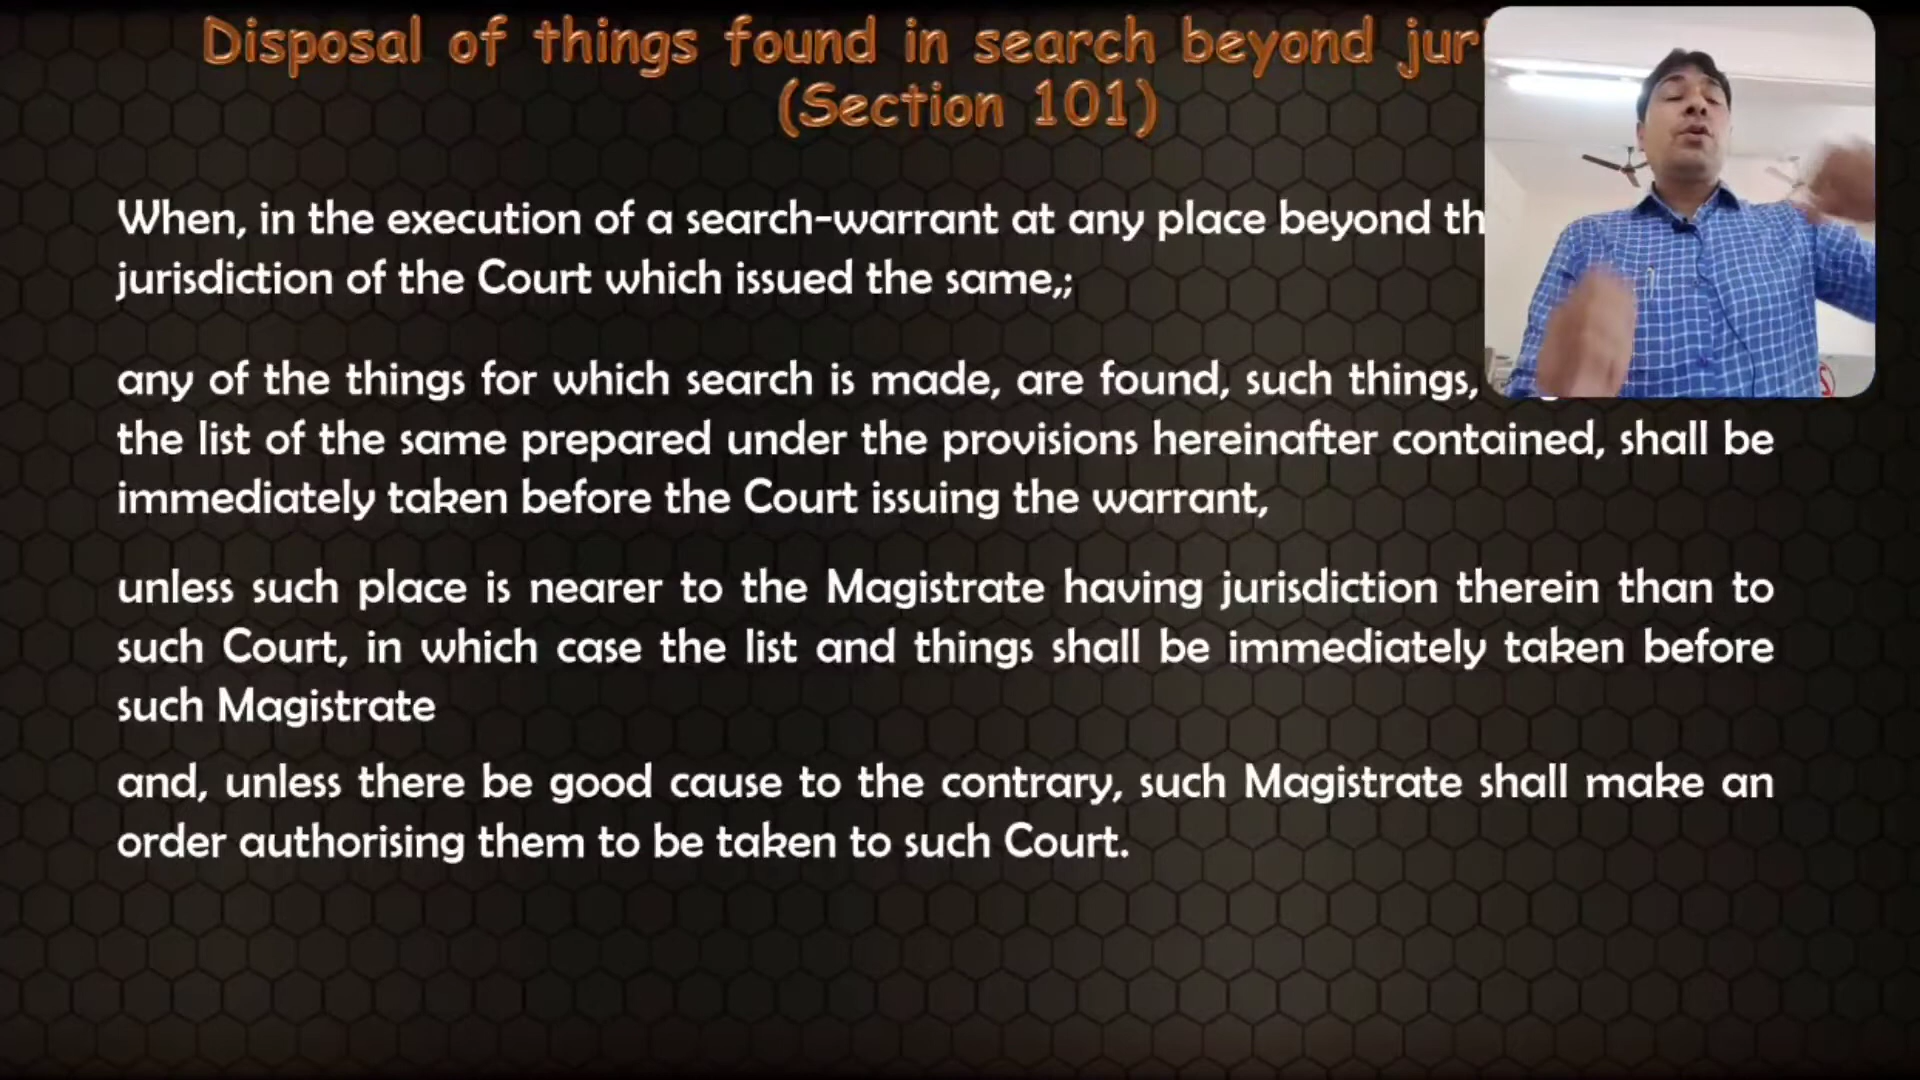 Disposal of things found in search beyond
(Section 101)
When, in the execution of a search-warrant at any place beyond
jurisdiction of the Court which issued the same,;
any of the things for which search is made, are found, such things,
the list of the same prepared under the provisions hereinafter contained, shall be
immediately taken before the Court issuing the warrant,
unless such place is nearer to the Magistrate having jurisdiction therein than to
such Court, in which case the list and things shall be immediately taken before
such Magistrate
and, unless there be good cause to the contrary, such Magistrate shall make an
order authorising them to be taken to such Court.